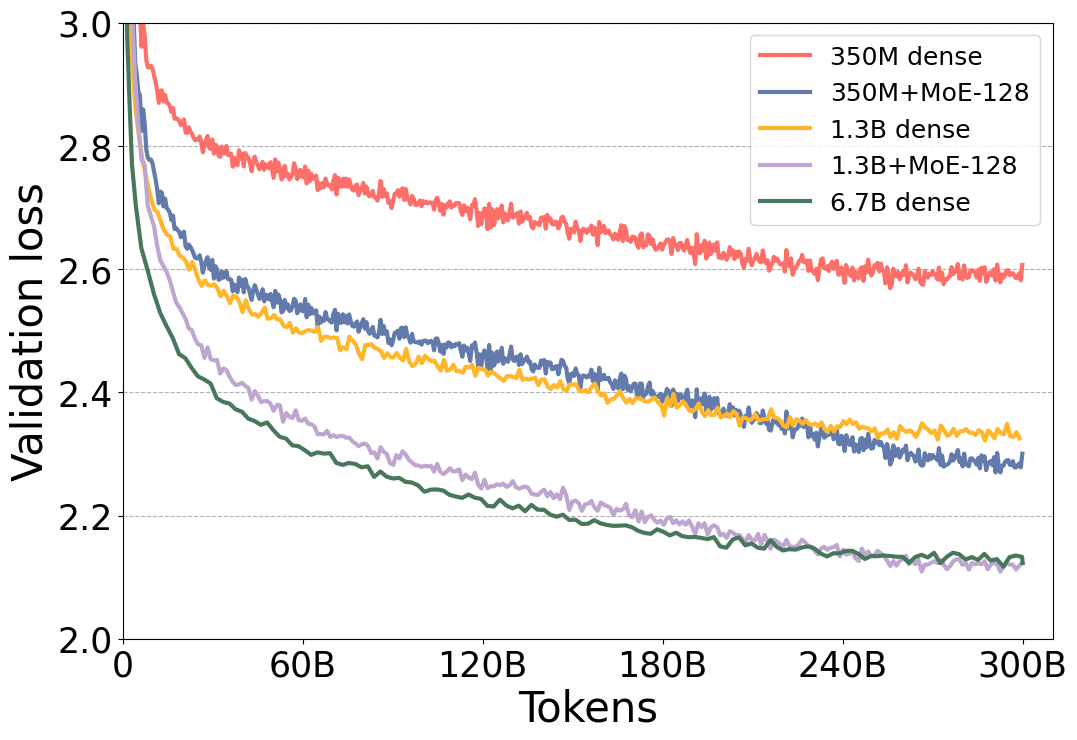 3.0
2.8
2.6
2.4
2.2
2.0
Validation loss
350M dense
350M+MoE-128
1.3B dense
1.3B+MoE-128
6.7B dense
0 60B 120B 180B 240B 300B
Tokens